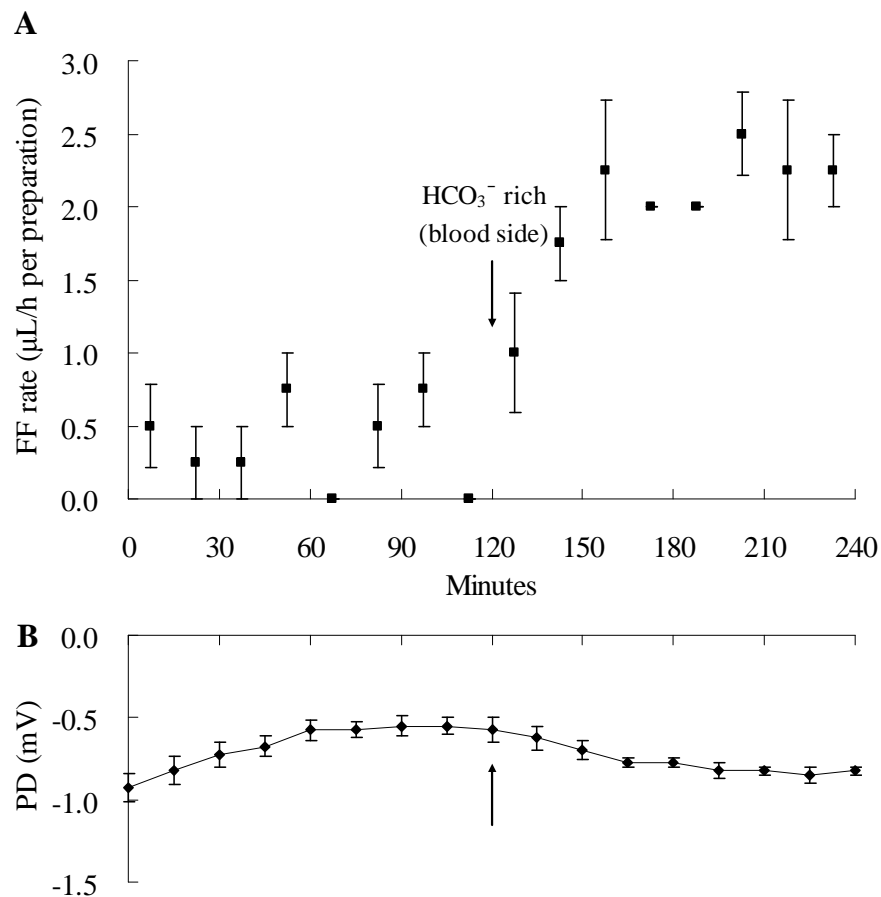 A
3.0
2.5
2.0
1.5
1.0
0.5
0.0
FF rate (μL/h per preparation)
HCO₃⁻ rich
(blood side)
0 30 60 90 120 150 180 210 240
Minutes
B
0.0
-0.5
-1.0
-1.5
PD (mV)